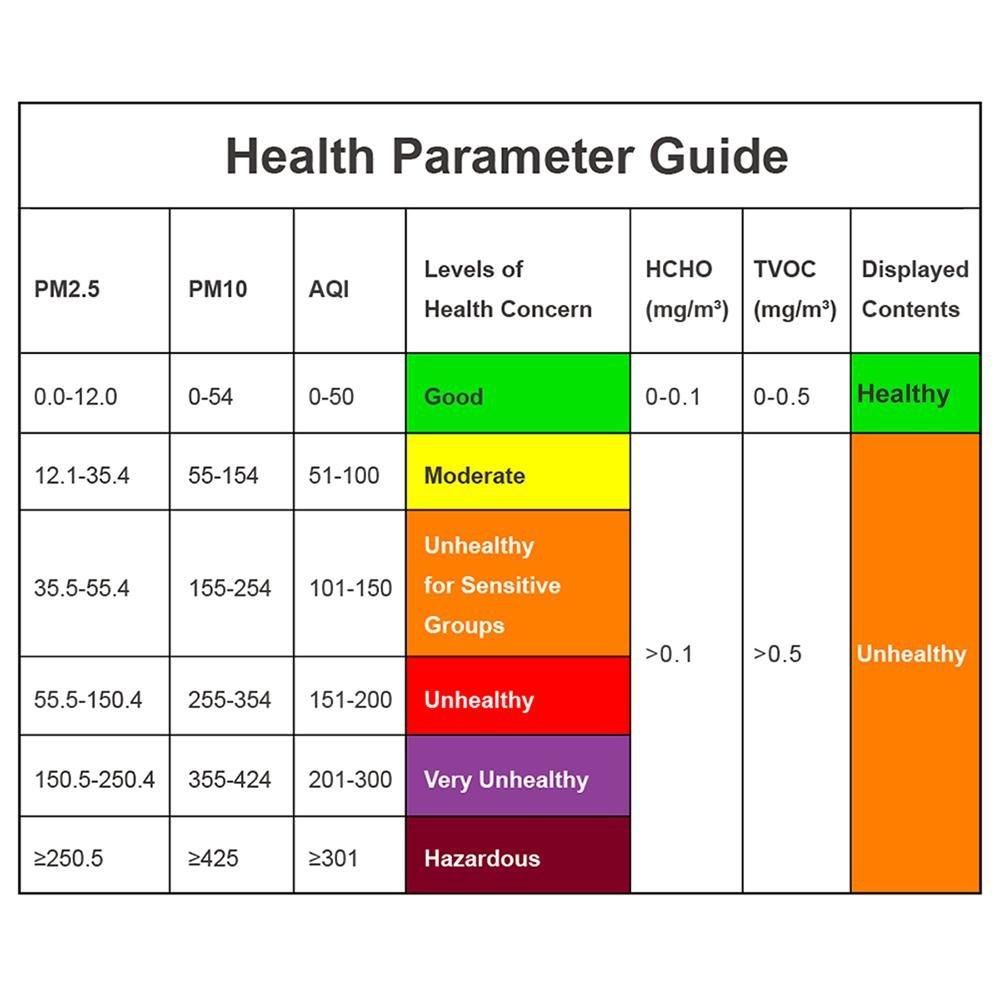 Health Parameter Guide
PM2.5 PM10 AQI Levels of Health Concern HCHO (mg/m³) TVOC (mg/m³) Displayed Contents
0.0-12.0 0-54 0-50 Good 0-0.1 0-0.5 Healthy
12.1-35.4 55-154 51-100 Moderate
35.5-55.4 155-254 101-150 Unhealthy for Sensitive Groups
>0.1 >0.5 Unhealthy
55.5-150.4 255-354 151-200 Unhealthy
150.5-250.4 355-424 201-300 Very Unhealthy
≥250.5 ≥425 ≥301 Hazardous